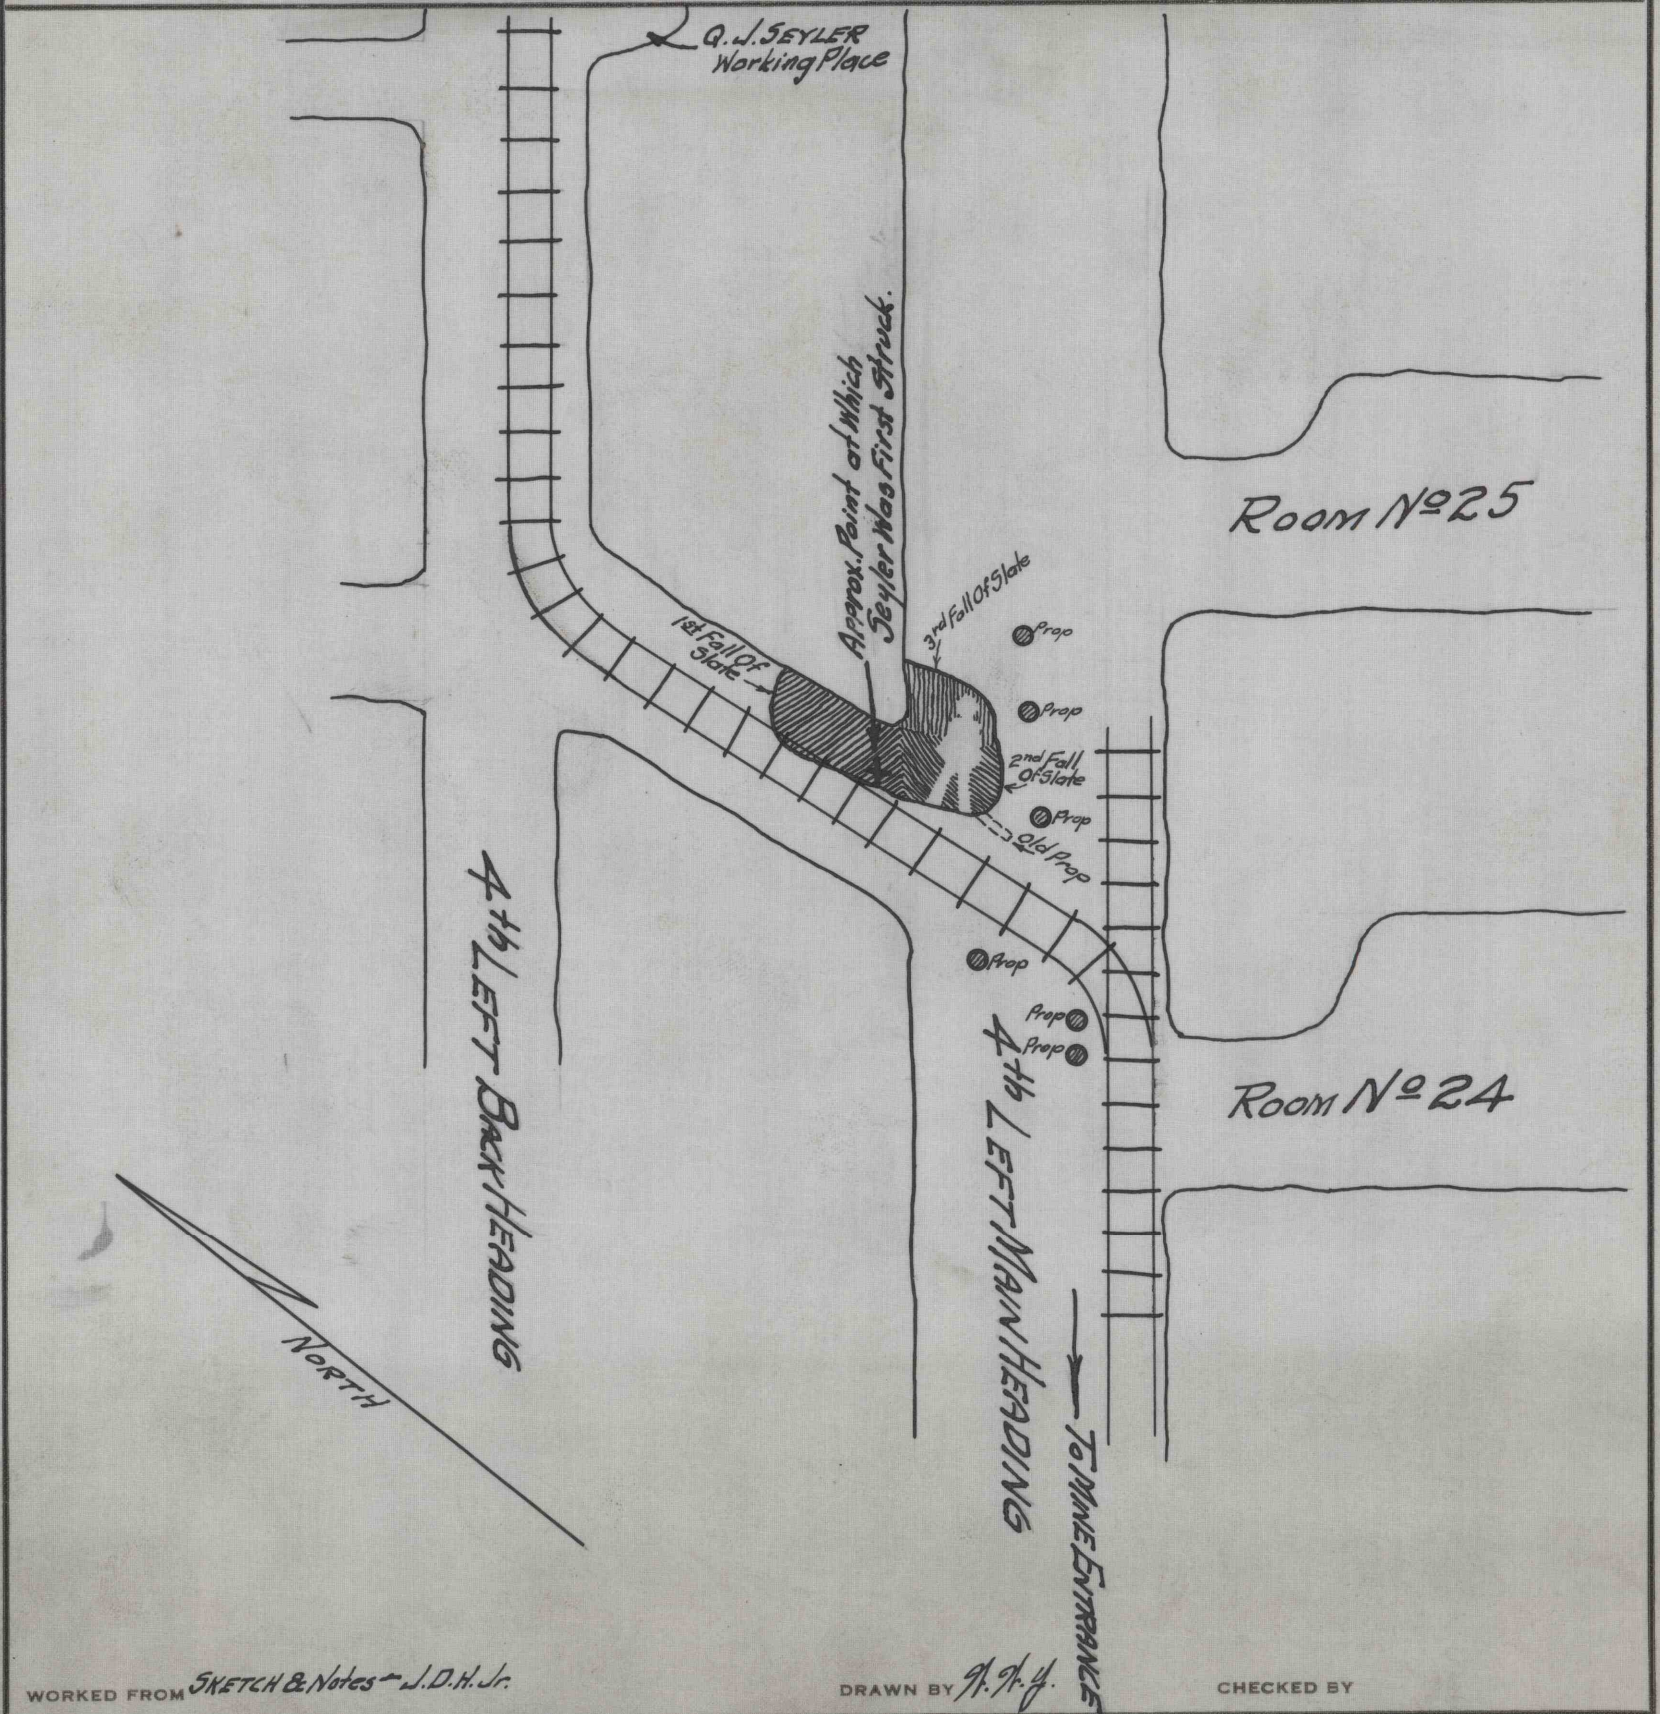 Q.J. SEYLER
Working Place
Approx. Point at Which
Seyler Was First Struck.
Room No 25
3rd Fall Of Slate
1st Fall Of
Slate
Prop
Prop
2nd Fall
Of Slate
Prop
Old Prop
4th LEFT BACK HEADING
Prop
Prop
Prop
4th LEFT MAIN HEADING
Room No 24
NORTH
To MINE ENTRANCE
WORKED FROM SKETCH & Notes - J.D.H. Jr.
DRAWN BY
CHECKED BY